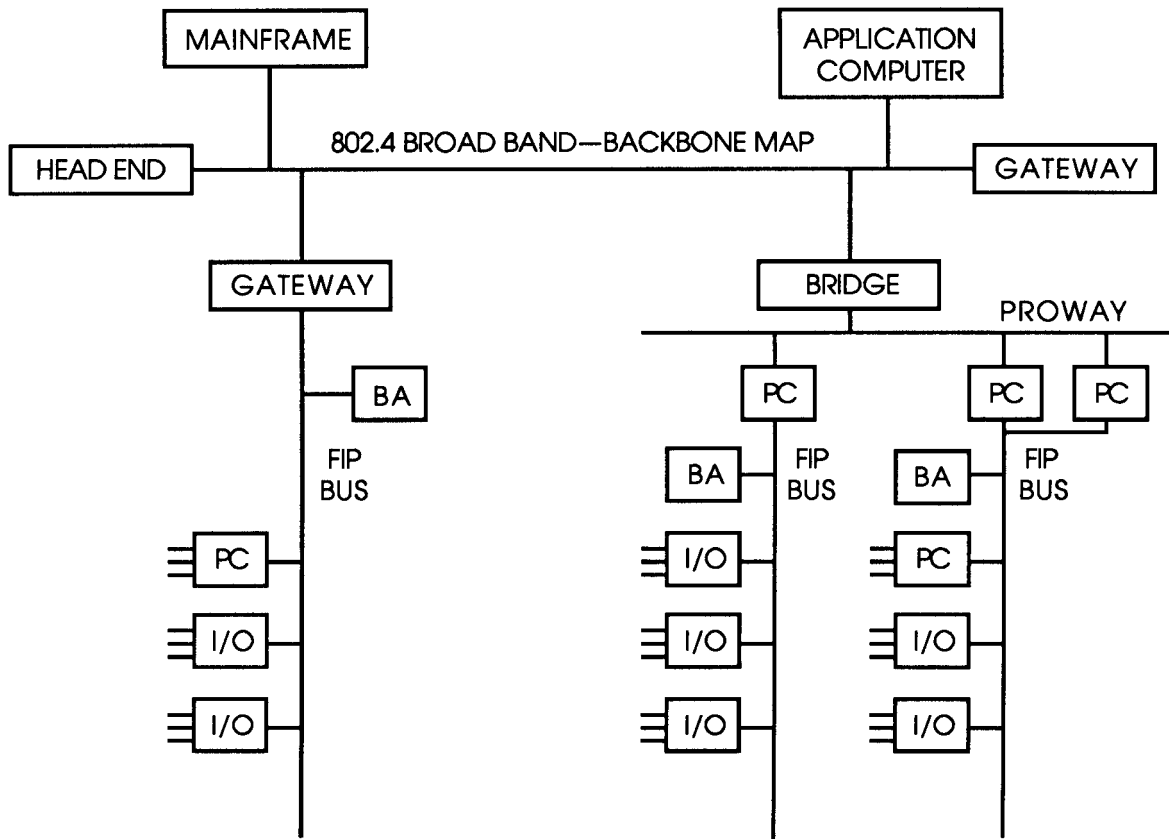 MAINFRAME
APPLICATION
COMPUTER
802.4 BROAD BAND—BACKBONE MAP
HEAD END
GATEWAY
GATEWAY
BRIDGE
PROWAY
BA
PC
PC
PC
FIP
BUS
BA
FIP
BUS
BA
FIP
BUS
PC
I/O
PC
I/O
I/O
I/O
I/O
I/O
I/O